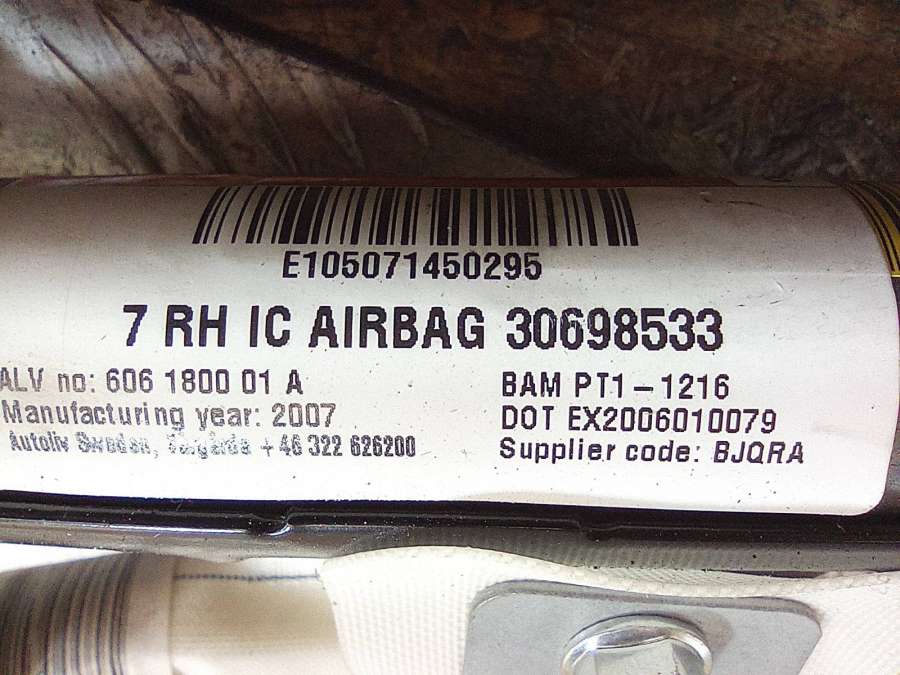 E105071450295
7 RH IC AIRBAG 30698533
ALV no: 606 1800 01 A
BAM PT1-1216
Manufacturing year: 2007
DOT EX2006010079
Autoliv Sweden, + 46 322 626200
Supplier code: BJQRA